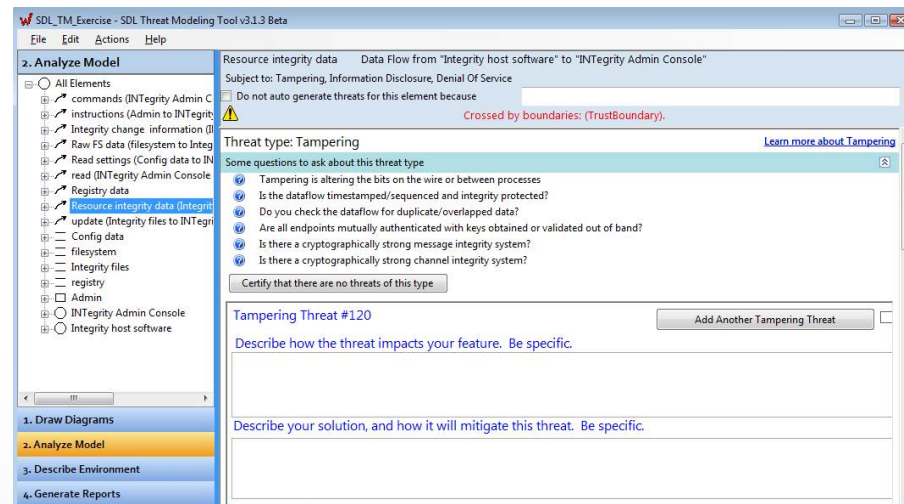 SDL_TM_Exercise - SDL Threat Modeling Tool v3.1.3 Beta
File Edit Actions Help
2. Analyze Model
All Elements
commands (INTegrity Admin C
instructions (Admin to INTegrit
Integrity change information (I
Raw FS data (filesystem to Integ
Read settings (Config data to IN
read (INTegrity Admin Console
Registry data
Resource integrity data (Integrit
update (Integrity files to INTegri
Config data
filesystem
Integrity files
registry
Admin
INTegrity Admin Console
Integrity host software
1. Draw Diagrams
2. Analyze Model
3. Describe Environment
4. Generate Reports
Resource integrity data Data Flow from "Integrity host software" to "INTegrity Admin Console"
Subject to: Tampering, Information Disclosure, Denial Of Service
Do not auto generate threats for this element because
Crossed by boundaries: (TrustBoundary).
Threat type: Tampering Learn more about Tampering
Some questions to ask about this threat type
Tampering is altering the bits on the wire or between processes
Is the dataflow timestamped/sequenced and integrity protected?
Do you check the dataflow for duplicate/overlapped data?
Are all endpoints mutually authenticated with keys obtained or validated out of band?
Is there a cryptographically strong message integrity system?
Is there a cryptographically strong channel integrity system?
Certify that there are no threats of this type
Tampering Threat #120 Add Another Tampering Threat
Describe how the threat impacts your feature. Be specific.
Describe your solution, and how it will mitigate this threat. Be specific.